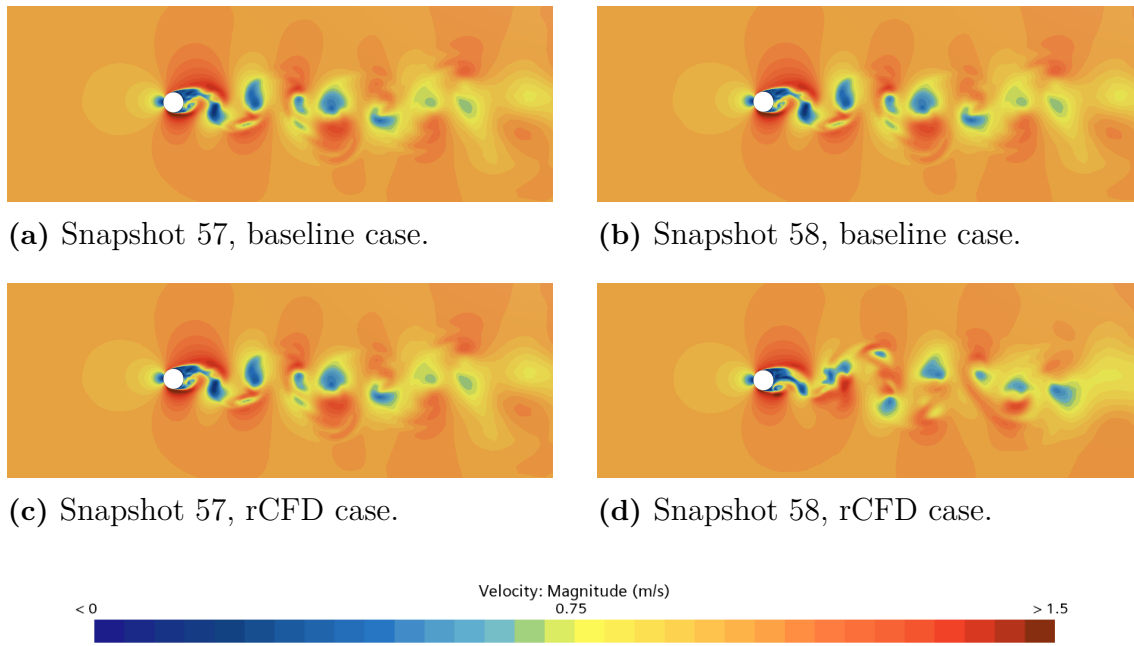 (a) Snapshot 57, baseline case.
(b) Snapshot 58, baseline case.
(c) Snapshot 57, rCFD case.
(d) Snapshot 58, rCFD case.
Velocity: Magnitude (m/s)
< 0 0.75 > 1.5